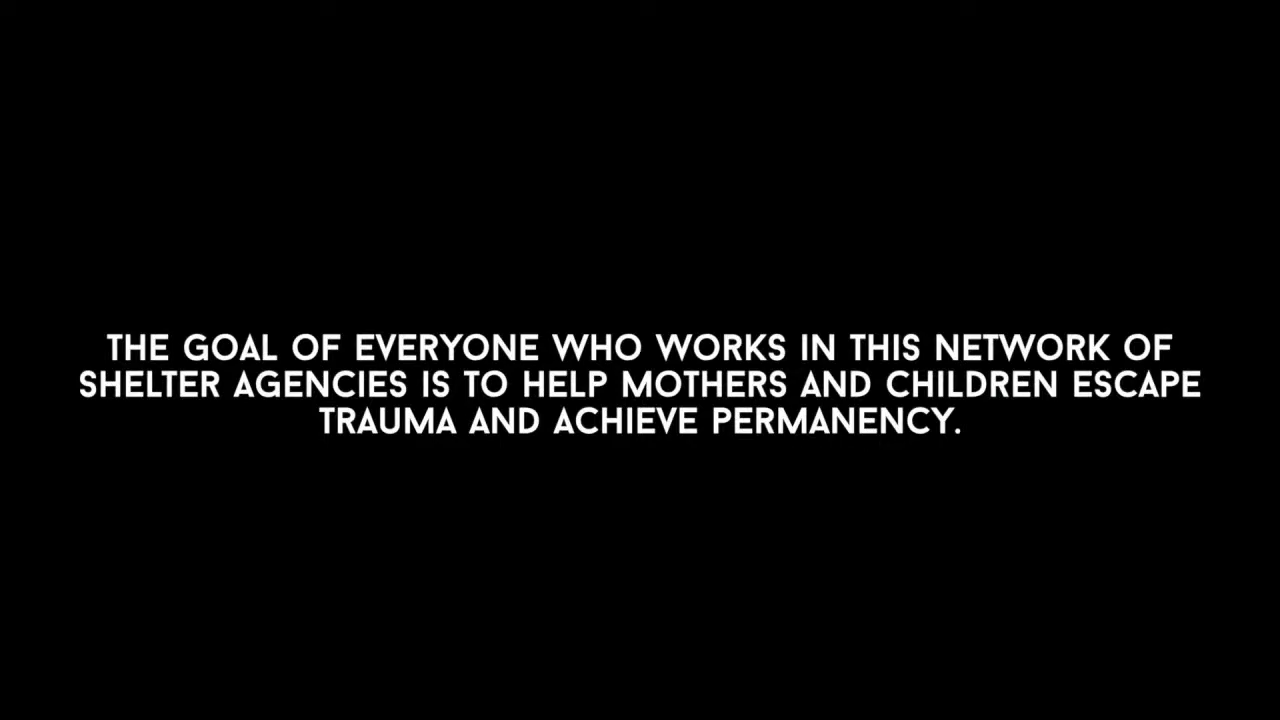 THE GOAL OF EVERYONE WHO WORKS IN THIS NETWORK OF
SHELTER AGENCIES IS TO HELP MOTHERS AND CHILDREN ESCAPE
TRAUMA AND ACHIEVE PERMANENCY.